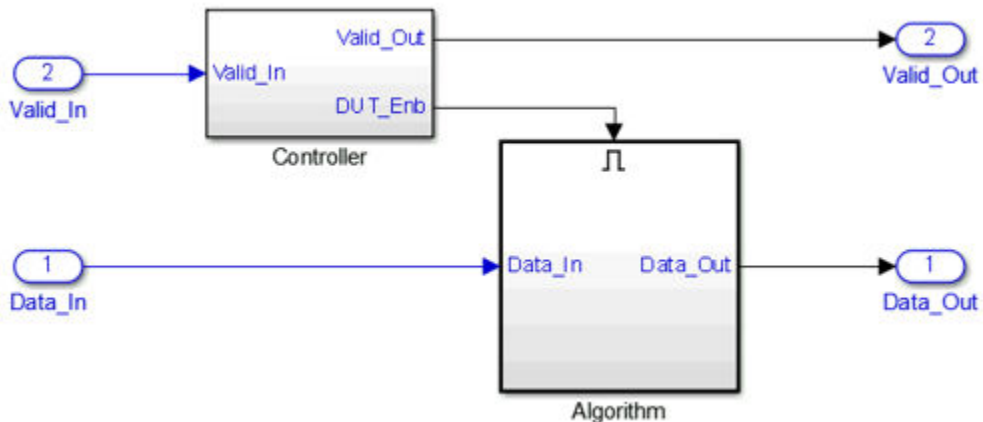 Valid_Out
2
Valid_In
2
Valid_In
Valid_Out
DUT_Enb
Controller
1
Data_In
Data_In
Data_Out
1
Data_Out
Algorithm